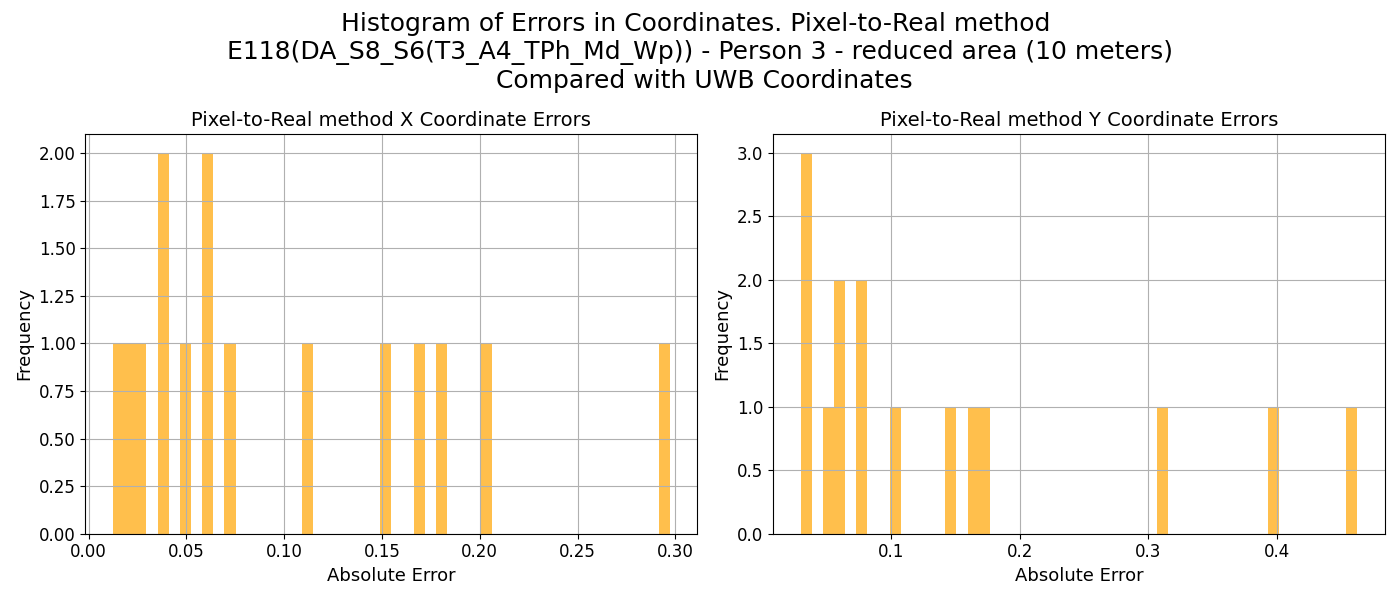 Histogram of Errors in Coordinates. Pixel-to-Real method
E118(DA_S8_S6(T3_A4_TPh_Md_Wp)) - Person 3 - reduced area (10 meters)
Compared with UWB Coordinates
Pixel-to-Real method X Coordinate Errors
2.00
1.75
1.50
1.25
1.00
0.75
0.50
0.25
0.00
Frequency
0.00 0.05 0.10 0.15 0.20 0.25 0.30
Absolute Error
Pixel-to-Real method Y Coordinate Errors
3.0
2.5
2.0
1.5
1.0
0.5
0.0
Frequency
0.1 0.2 0.3 0.4
Absolute Error